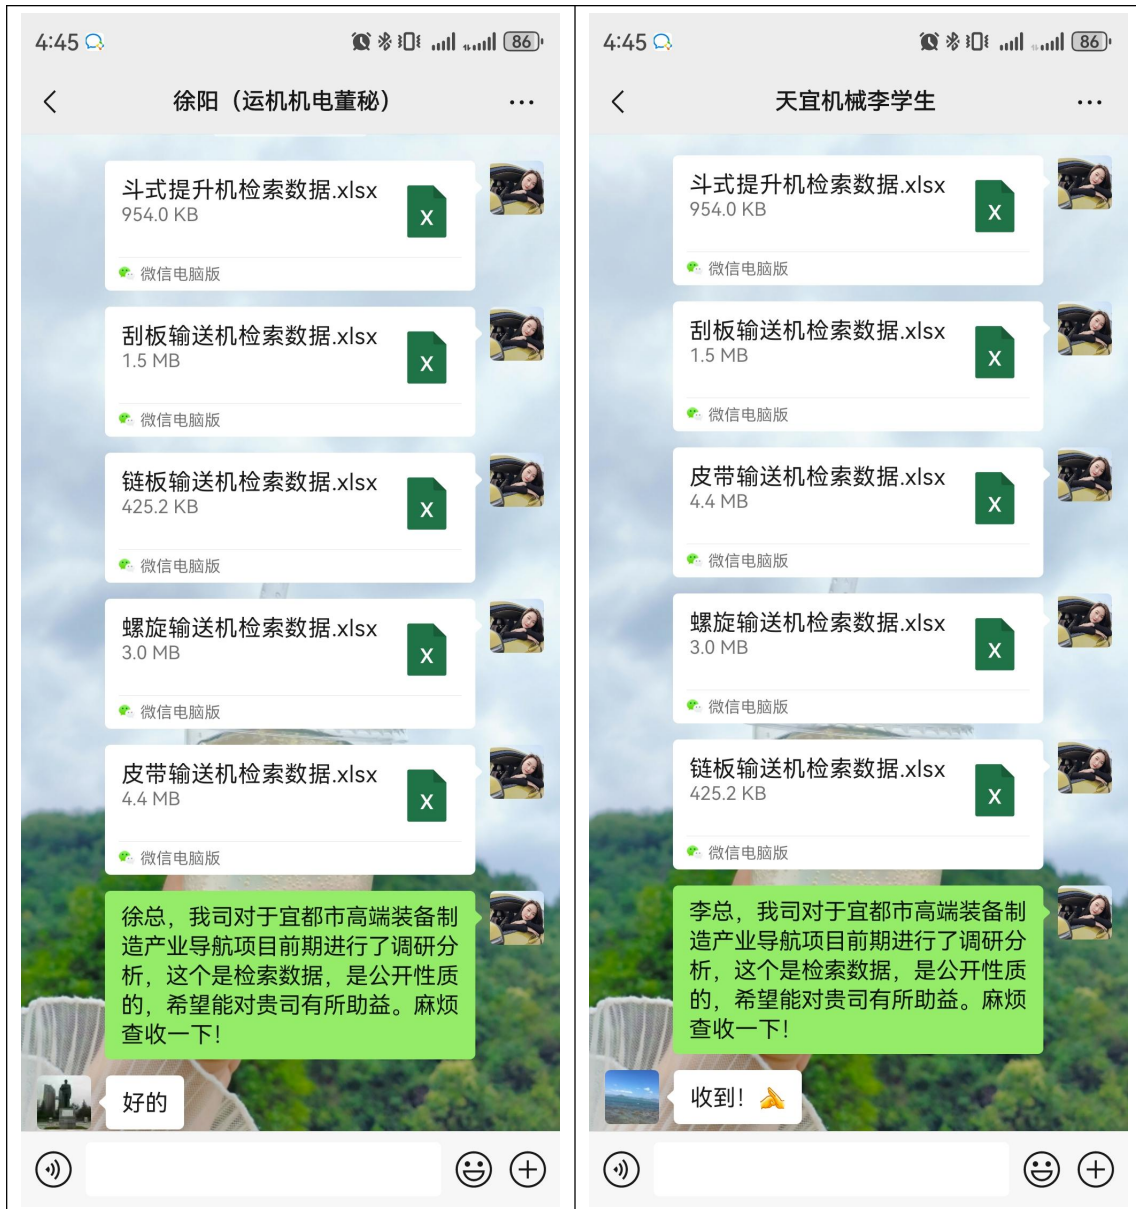 4:45
86
徐阳（运机机电董秘）
斗式提升机检索数据.xlsx
954.0 KB
X
微信电脑版
刮板输送机检索数据.xlsx
1.5 MB
X
微信电脑版
链板输送机检索数据.xlsx
425.2 KB
X
微信电脑版
螺旋输送机检索数据.xlsx
3.0 MB
X
微信电脑版
皮带输送机检索数据.xlsx
4.4 MB
X
微信电脑版
徐总，我司对于宜都市高端装备制
造产业导航项目前期进行了调研分
析，这个是检索数据，是公开性质
的，希望能对贵司有所助益。麻烦
查收一下！
好的
4:45
86
天宜机械李学生
斗式提升机检索数据.xlsx
954.0 KB
X
微信电脑版
刮板输送机检索数据.xlsx
1.5 MB
X
微信电脑版
皮带输送机检索数据.xlsx
4.4 MB
X
微信电脑版
螺旋输送机检索数据.xlsx
3.0 MB
X
微信电脑版
链板输送机检索数据.xlsx
425.2 KB
X
微信电脑版
李总，我司对于宜都市高端装备制
造产业导航项目前期进行了调研分
析，这个是检索数据，是公开性质
的，希望能对贵司有所助益。麻烦
查收一下！
收到！